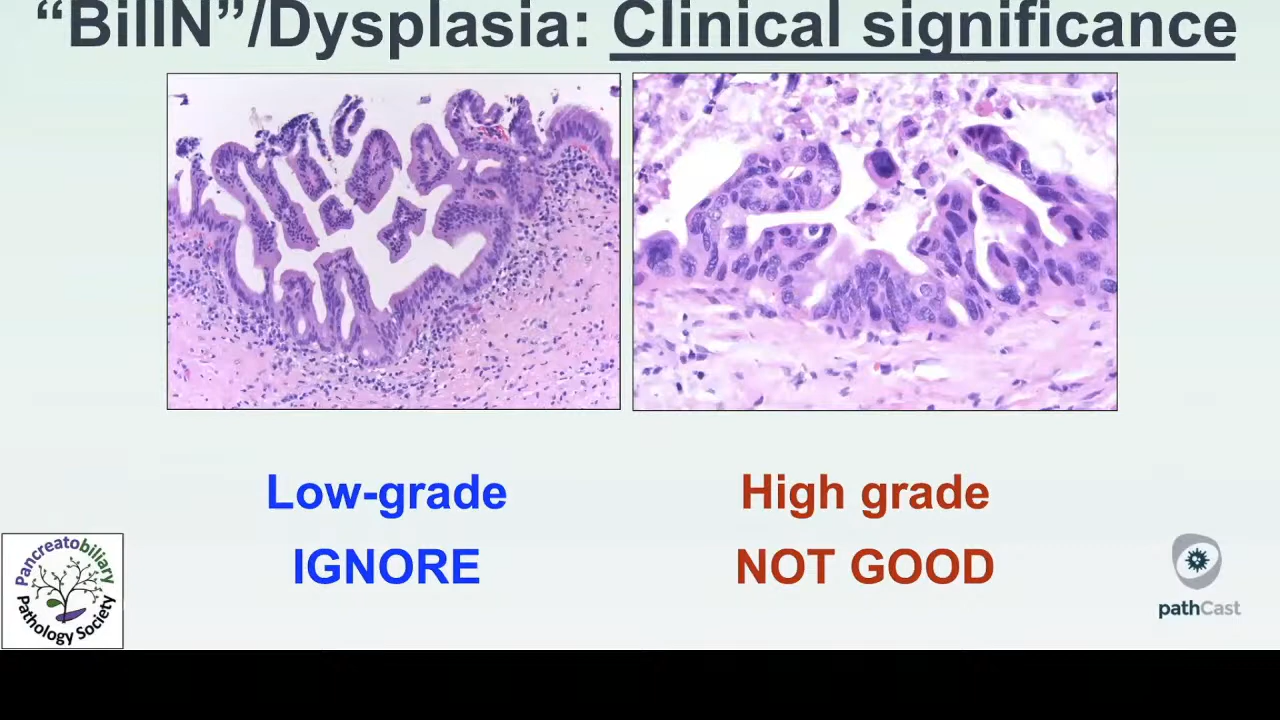 “BilIN”/Dysplasia: Clinical significance
Low-grade
High grade
IGNORE
NOT GOOD
Pancreatobiliary
Pathology Society
pathCast